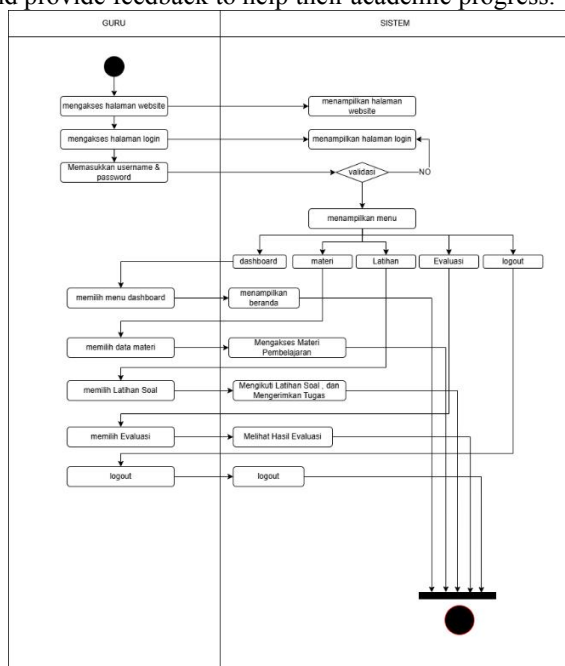 nd provide feedback to help their academic progress.
GURU
SISTEM
mengakses halaman website
menampilkan halaman
website
mengakses halaman login
menampilkan halaman login
Memasukkan username &
password
validasi
NO
menampilkan menu
dashboard
materi
Latihan
Evaluasi
logout
memilih menu dashboard
menampilkan
beranda
memilih data materi
Mengakses Materi
Pembelajaran
memilih Latihan Soal
Mengikuti Latihan Soal , dan
Mengerimkan Tugas
memilih Evaluasi
Melihat Hasil Evaluasi
logout
logout